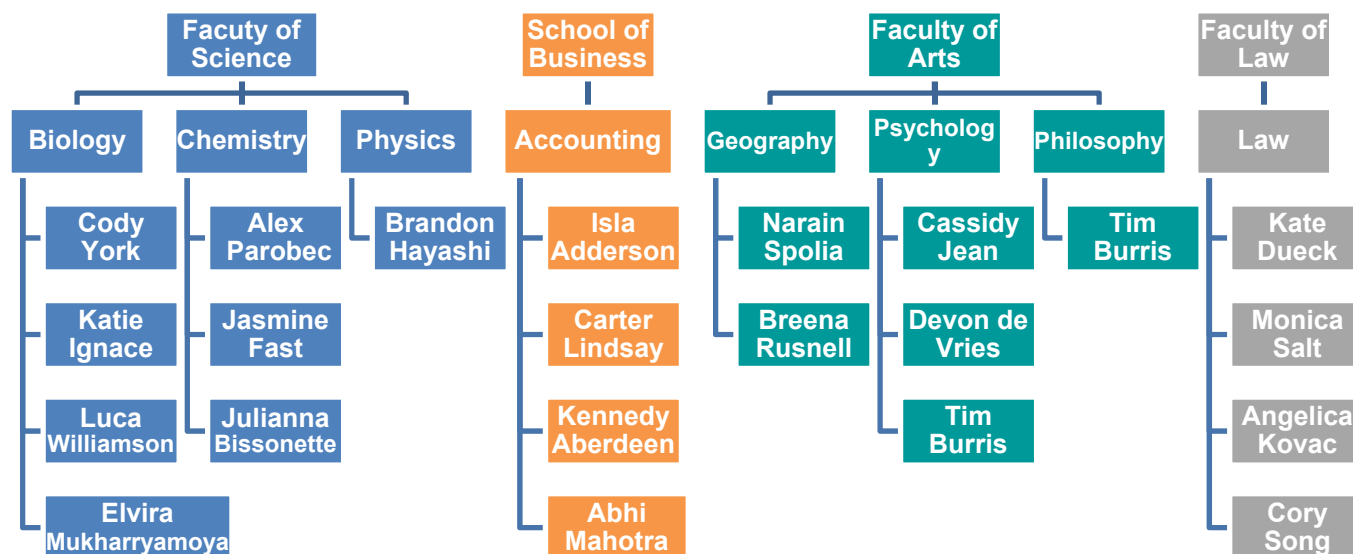 Facuty of
Science
School of
Business
Faculty of
Arts
Faculty of
Law
Biology
Chemistry
Physics
Accounting
Geography
Psycholog
y
Philosophy
Law
Cody
York
Alex
Parobec
Brandon
Hayashi
Isla
Adderson
Narain
Spolia
Cassidy
Jean
Tim
Burris
Kate
Dueck
Katie
Ignace
Jasmine
Fast
Carter
Lindsay
Breena
Rusnell
Devon de
Vries
Monica
Salt
Luca
Williamson
Julianna
Bissonette
Kennedy
Aberdeen
Tim
Burris
Angelica
Kovac
Elvira
Mukharryamoya
Abhi
Mahotra
Cory
Song